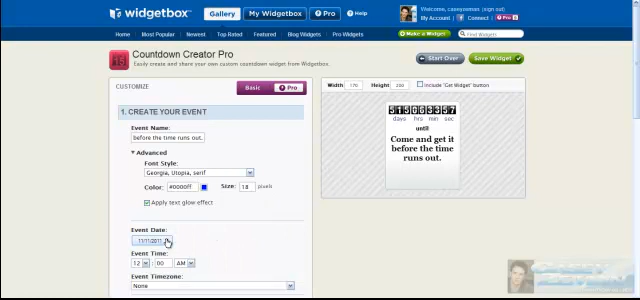 widgetbox™ Gallery My Widgetbox Pro Help
Welcome, caseyneman (sign out)
My Account | Connect | Pro 0
Home Most Popular Newest Top Rated Featured Blog Widgets Pro Widgets Make a Widget Find Widgets
Countdown Creator Pro
Easily create and share your own custom countdown widget from Widgetbox.
Start Over Save Widget
CUSTOMIZE Basic Pro
Width 170 Height 200 Include "Get Widget" button
1. CREATE YOUR EVENT
Event Name:
before the time runs out.
Advanced
Font Style:
Georgia, Utopia, serif
Color: #0000ff Size: 18 pixels
Apply text glow effect
Event Date:
11/11/2011
Event Time:
12 : 00 AM
Event Timezone:
None
days hrs min sec
until
Come and get it
before the time
runs out.